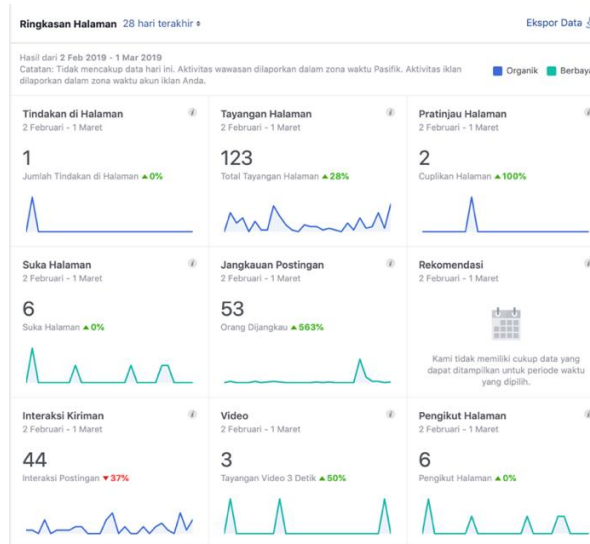 Ringkasan Halaman 28 hari terakhir
Ekspor Data
Hasil dari 2 Feb 2019 - 1 Mar 2019
Catatan: Tidak mencakup data hari ini. Aktivitas wawasan dilaporkan dalam zona waktu Pasifik. Aktivitas iklan
dilaporkan dalam zona waktu akun iklan Anda.
Organik
Berbaya
Tindakan di Halaman
2 Februari - 1 Maret
1
Jumlah Tindakan di Halaman ▲0%
Tayangan Halaman
2 Februari - 1 Maret
123
Total Tayangan Halaman ▲28%
Pratinjau Halaman
2 Februari - 1 Maret
2
Cuplikan Halaman ▲100%
Suka Halaman
2 Februari - 1 Maret
6
Suka Halaman ▲0%
Jangkauan Postingan
2 Februari - 1 Maret
53
Orang Dijangkau ▲563%
Rekomendasi
2 Februari - 1 Maret
Kami tidak memiliki cukup data yang
dapat ditampilkan untuk periode waktu
yang dipilih.
Interaksi Kiriman
2 Februari - 1 Maret
44
Interaksi Postingan ▼37%
Video
2 Februari - 1 Maret
3
Tayangan Video 3 Detik ▲50%
Pengikut Halaman
2 Februari - 1 Maret
6
Pengikut Halaman ▲0%